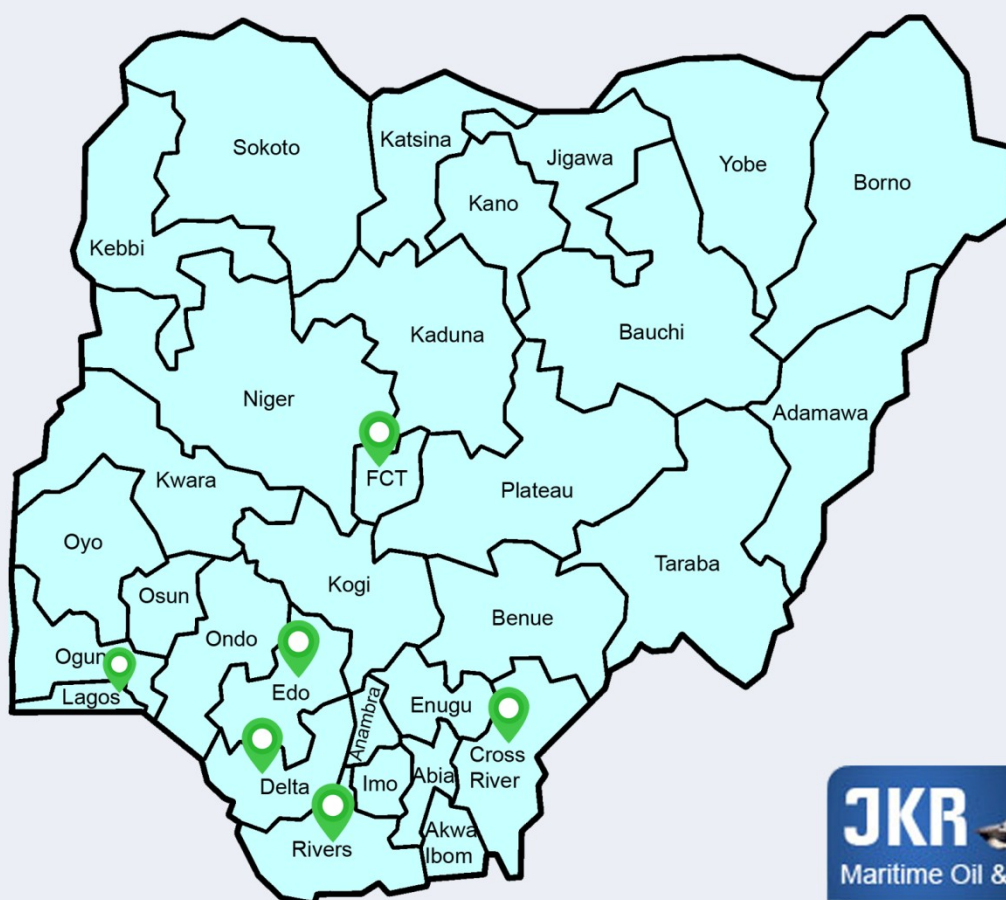 Sokoto
Katsina
Jigawa
Yobe
Borno
Kano
Kebbi
Kaduna
Bauchi
Niger
Adamawa
FCT
Kwara
Plateau
Oyo
Taraba
Kogi
Osun
Benue
Ondo
Ogun
Lagos
Edo
Anambra
Enugu
Cross
River
Delta
Imo
Abia
Rivers
Akwa
Ibom
JKR
Maritime Oil &